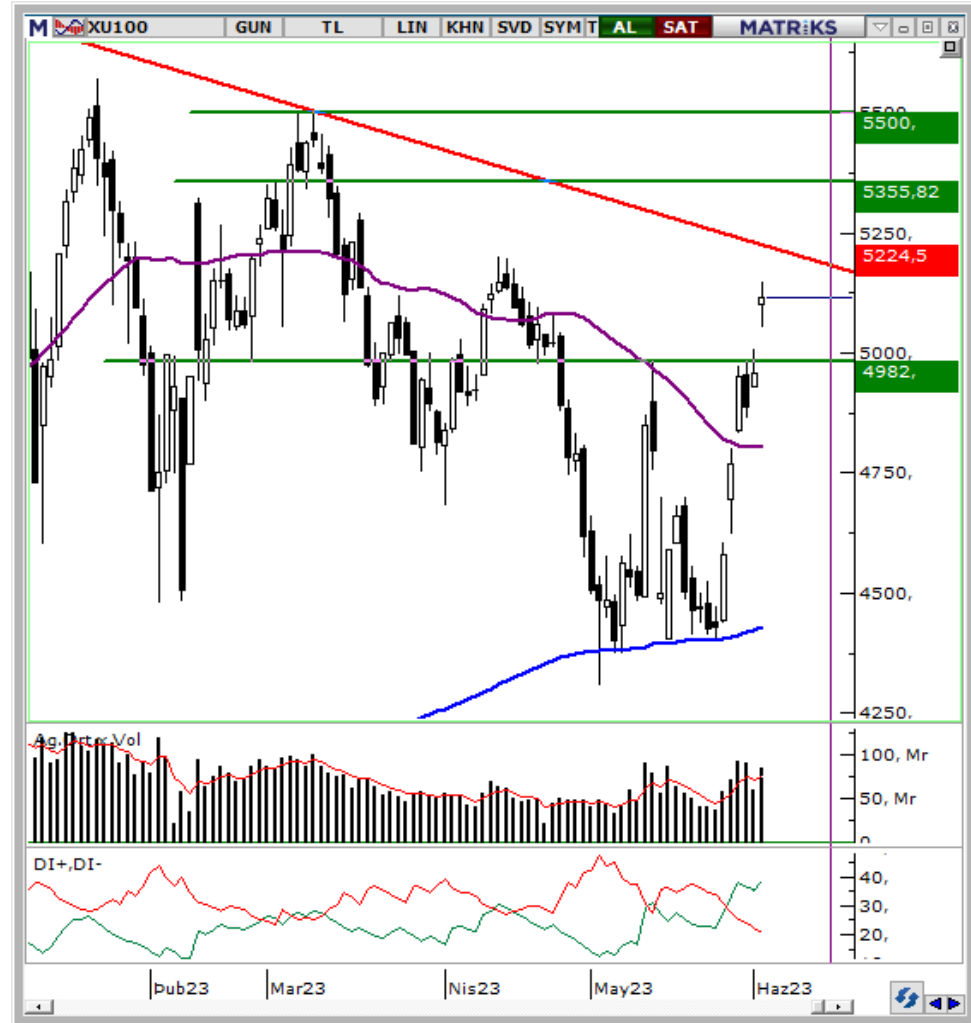 M XU100 GUN TL LIN KHN SVD SYM T AL SAT MATRiKS
5500,
5355,82
5250,
5224,5
5000,
4982,
4750,
4500,
4250,
Ag.Ort x Vol
100, Mr
50, Mr
0
DI+,DI-
40,
30,
20,
Þub23 Mar23 Nis23 May23 Haz23